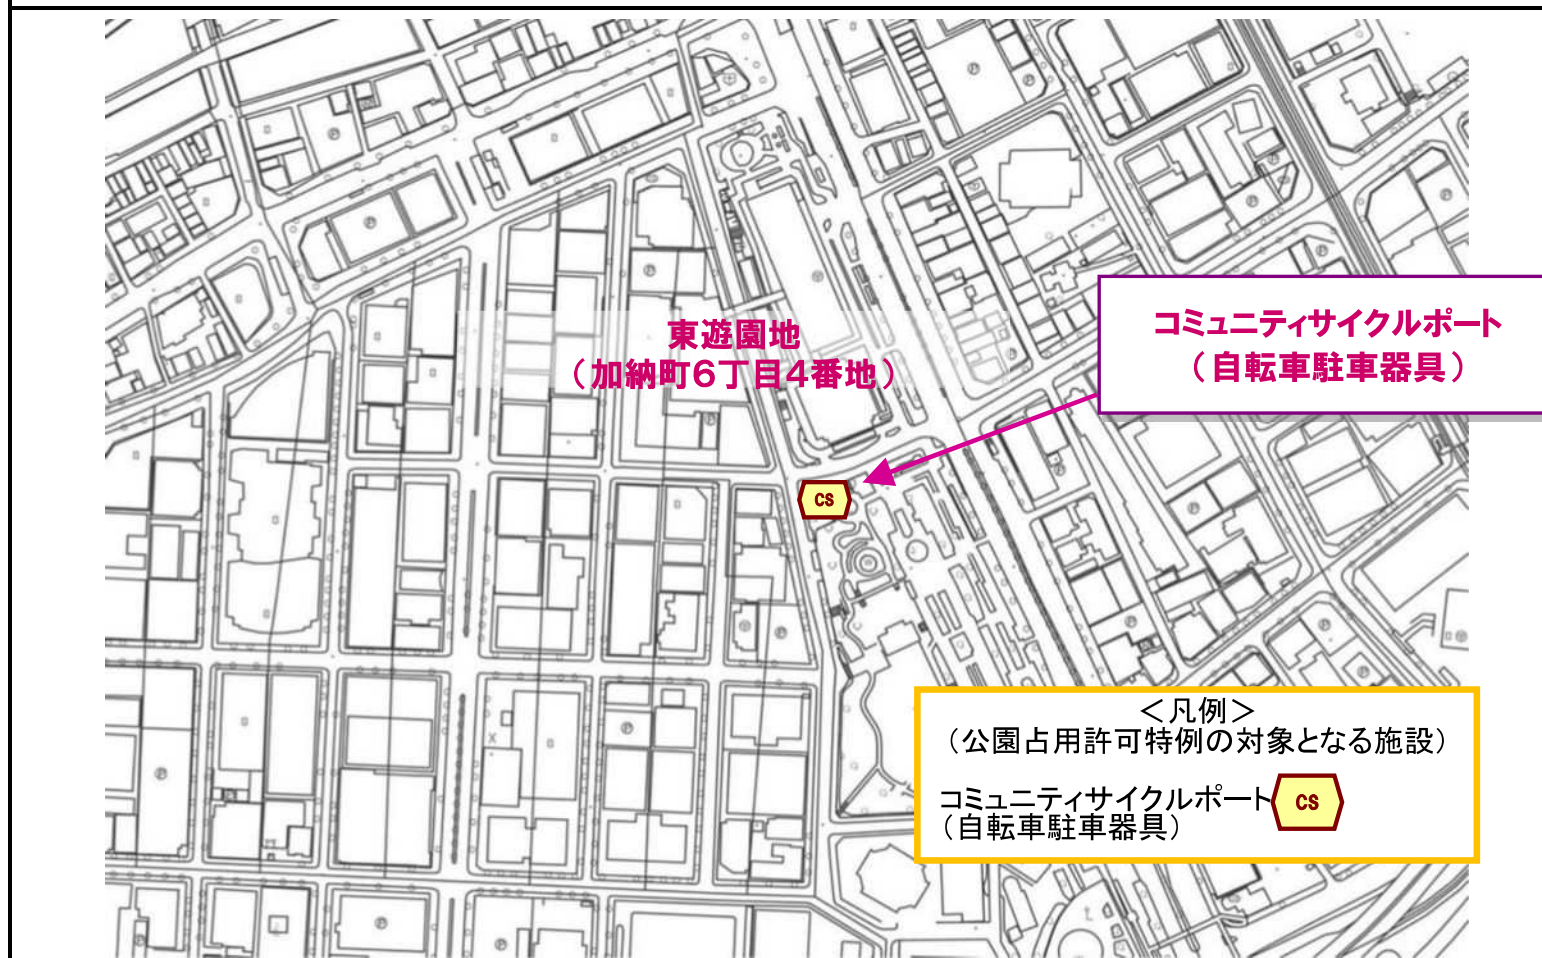 東遊園地
（加納町６丁目４番地）
コミュニティサイクルポート
（自転車駐車器具）
CS
＜凡例＞
（公園占用許可特例の対象となる施設）
コミュニティサイクルポート CS
（自転車駐車器具）